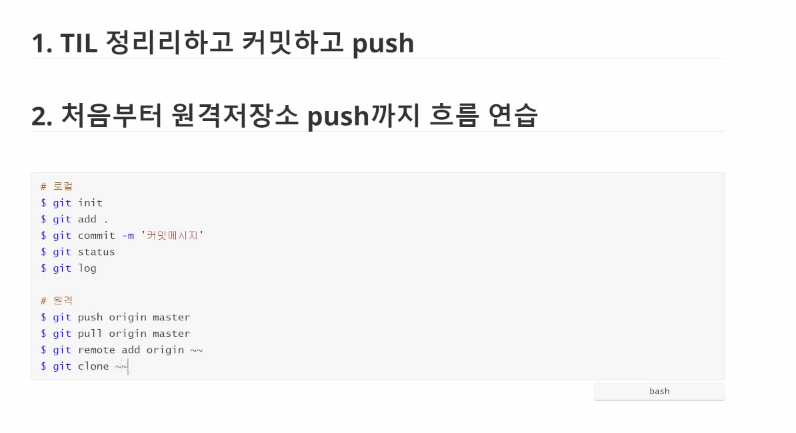 1. TIL 정리리하고 커밋하고 push
2. 처음부터 원격저장소 push까지 흐름 연습
# 로컬
$ git init
$ git add .
$ git commit -m '커밋메시지'
$ git status
$ git log
# 원격
$ git push origin master
$ git pull origin master
$ git remote add origin ~~
$ git clone ~~
bash